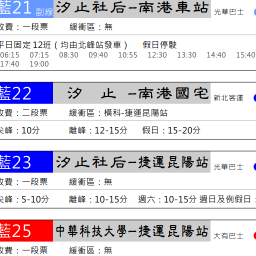 藍21 副線 汐止社后-南港車站 光華巴士
收費：一段票 緩衝區：無
平日固定12班（均由北峰站發車） 假日停駛
06:15 07:15 08:30 09:40 10:55 12:35 13:30 14:40 15:40
17:40 19:00
藍22 汐 止 -南港國宅 新北客運
收費：二段票 緩衝區：橫科-捷運昆陽站
尖峰：10分 離峰：12-15分 假日：15-20分
藍23 汐止社后-捷運昆陽站 光華巴士
收費：一段票 緩衝區：無
尖峰：5-10分 離峰：10-15分 週六：10-15分 週日及例假日：
藍25 中華科技大學-捷運昆陽站 大有巴士
收費：一段票 緩衝區：無